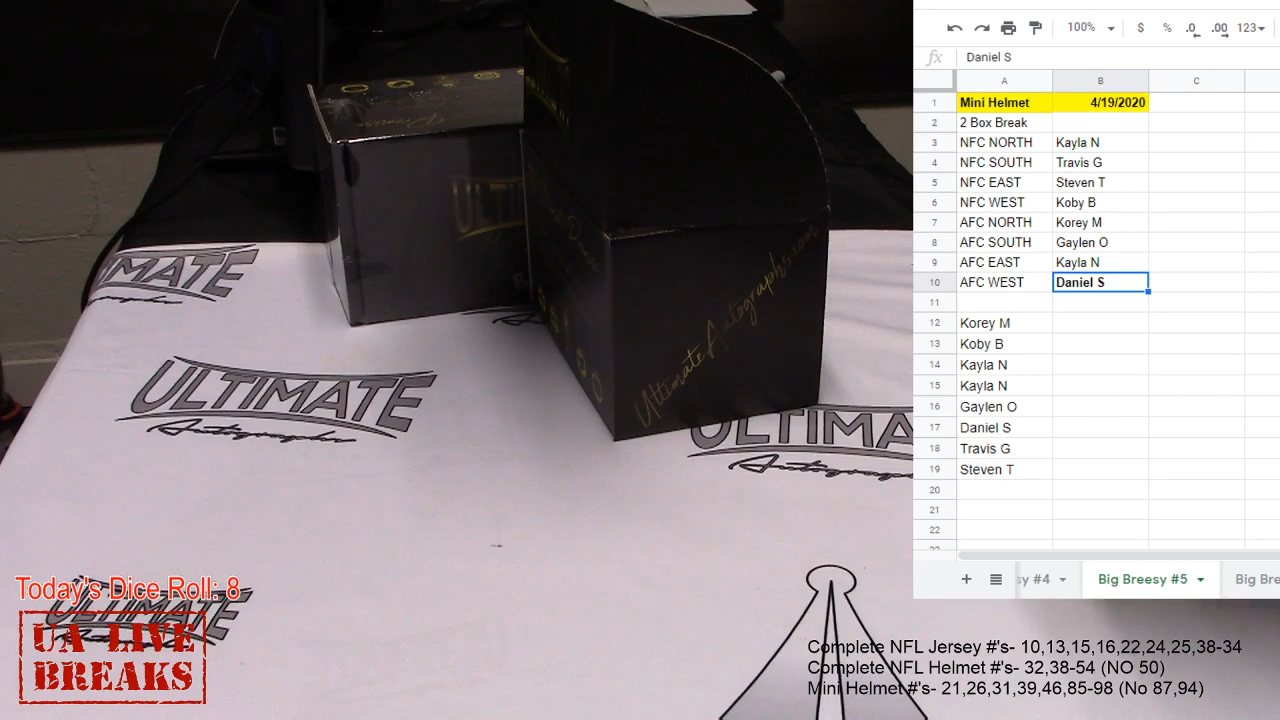 ULTIMATE
UltimateAutographs.com
ULTIMATE
ULTIMATE
Autographs
ULTIMA
Today's Dice Roll: 8
UA LIVE
BREAKS
100% $ % .0 .00 123
fx Daniel S
A B C
1 Mini Helmet 4/19/2020
2 2 Box Break
3 NFC NORTH Kayla N
4 NFC SOUTH Travis G
5 NFC EAST Steven T
6 NFC WEST Koby B
7 AFC NORTH Korey M
8 AFC SOUTH Gaylen O
9 AFC EAST Kayla N
10 AFC WEST Daniel S
11
12 Korey M
13 Koby B
14 Kayla N
15 Kayla N
16 Gaylen O
17 Daniel S
18 Travis G
19 Steven T
20
21
22
sy #4 Big Breesy #5 Big Bre
Complete NFL Jersey #'s- 10,13,15,16,22,24,25,38-34
Complete NFL Helmet #'s- 32,38-54 (NO 50)
Mini Helmet #'s- 21,26,31,39,46,85-98 (No 87,94)